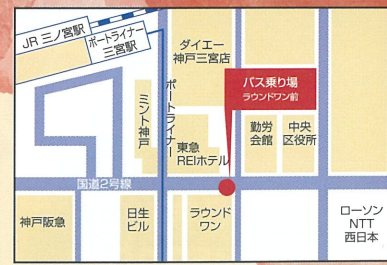 JR 三ノ宮駅
ポートライナー
三宮駅
ダイエー
神戸三宮店
バス乗り場
ラウンドワン前
ポートライナー
ミント神戸
東急
REIホテル
勤労
会館
中央
区役所
国道2号線
神戸阪急
日生
ビル
ラウンド
ワン
ローソン
NTT
西日本